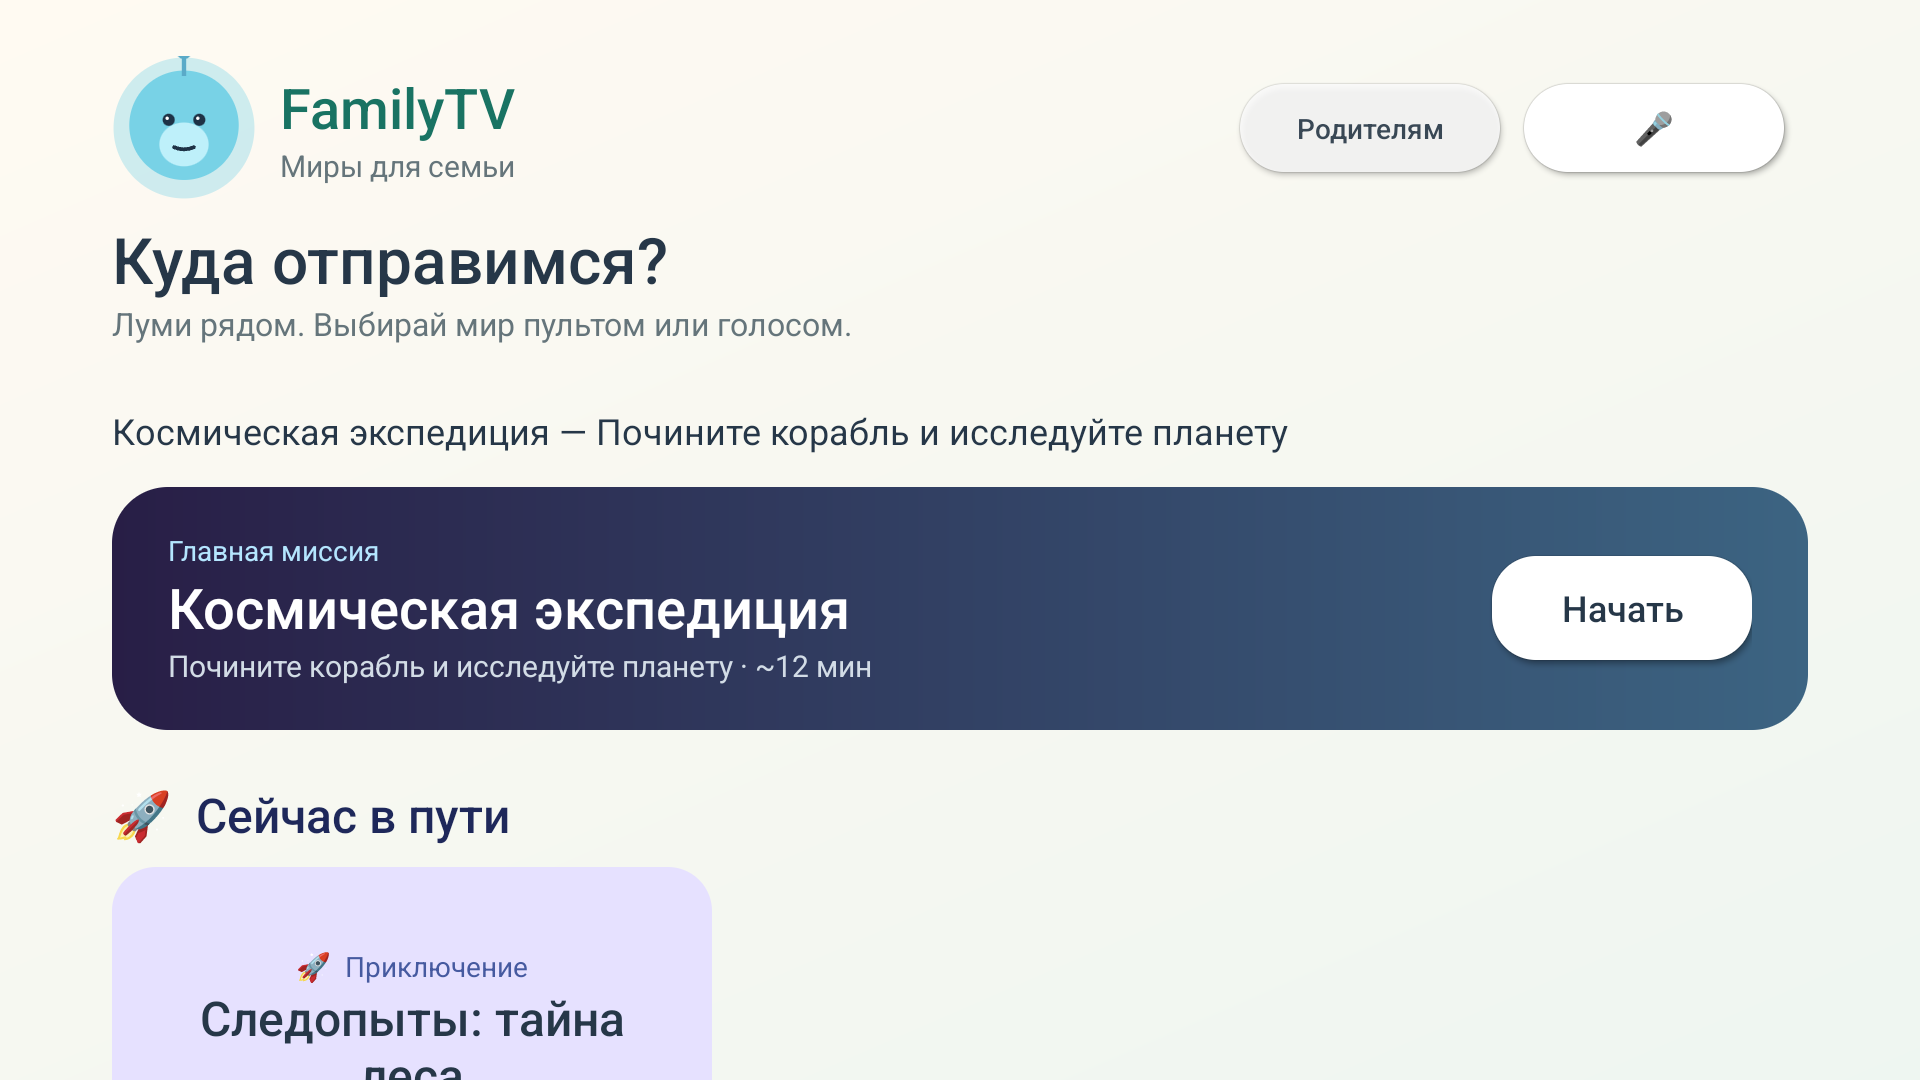 FamilyTV
Миры для семьи
Родителям
Куда отправимся?
Луми рядом. Выбирай мир пультом или голосом.
Космическая экспедиция — Почините корабль и исследуйте планету
Главная миссия
Космическая экспедиция
Почините корабль и исследуйте планету · ~12 мин
Начать
🚀 Сейчас в пути
🚀 Приключение
Следопыты: тайна
леса